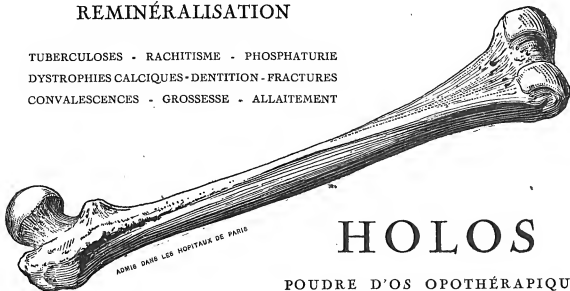 REMINÉRALISATION
TUBERCULOSES - RACHITISME - PHOSPHATURIE
DYSTROPHIES CALCIQUES - DENTITION - FRACTURES
CONVALESCENCES - GROSSESSE - ALLAITEMENT
ADMIS DANS LES HOPITAUX DE PARIS
HOLOS
POUDRE D'OS OPOTHÉRAPIQU